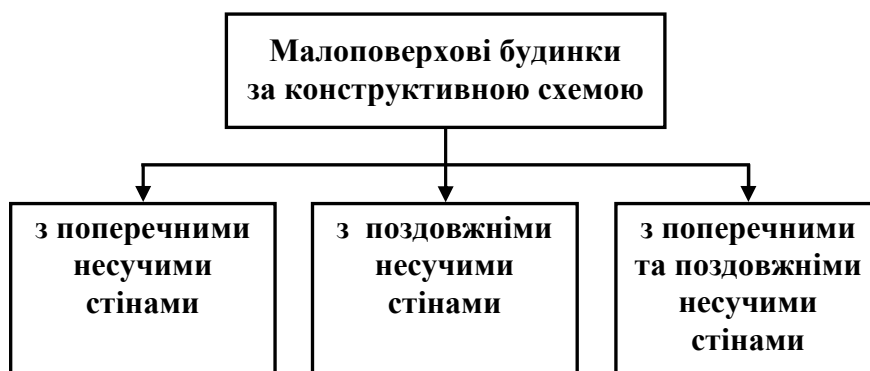 Малоповерхові будинки
за конструктивною схемою
з поперечними
несучими
стінами
з поздовжніми
несучими
стінами
з поперечними
та поздовжніми
несучими
стінами